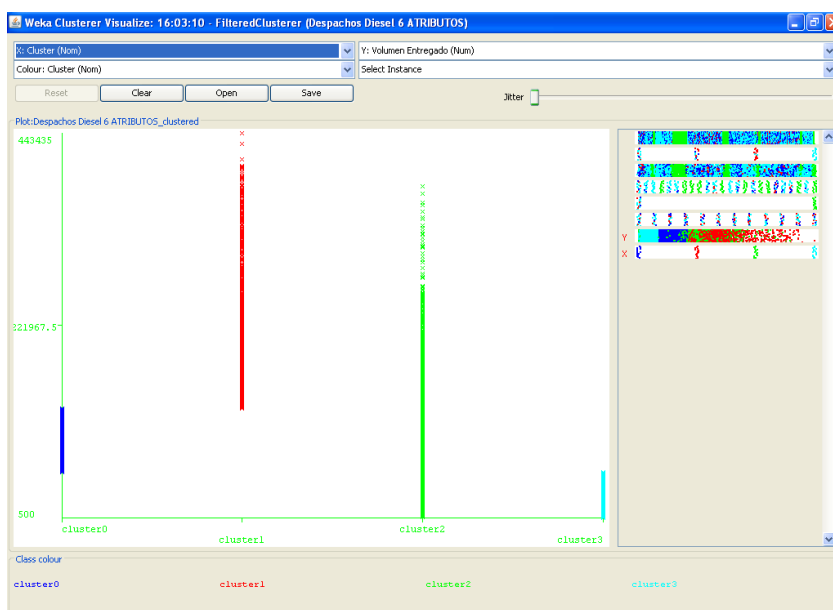 Weka Clusterer Visualize: 16:03:10 - FilteredClusterer (Despachos Diesel 6 ATRIBUTOS)
X: Cluster (Nom)
Y: Volumen Entregado (Num)
Colour: Cluster (Nom)
Select Instance
Reset
Clear
Open
Save
Jitter
Plot:Despachos Diesel 6 ATRIBUTOS_clustered
443435
221967.5
500
cluster0
cluster1
cluster2
cluster3
Y
X
Class colour
cluster0 cluster1 cluster2 cluster3